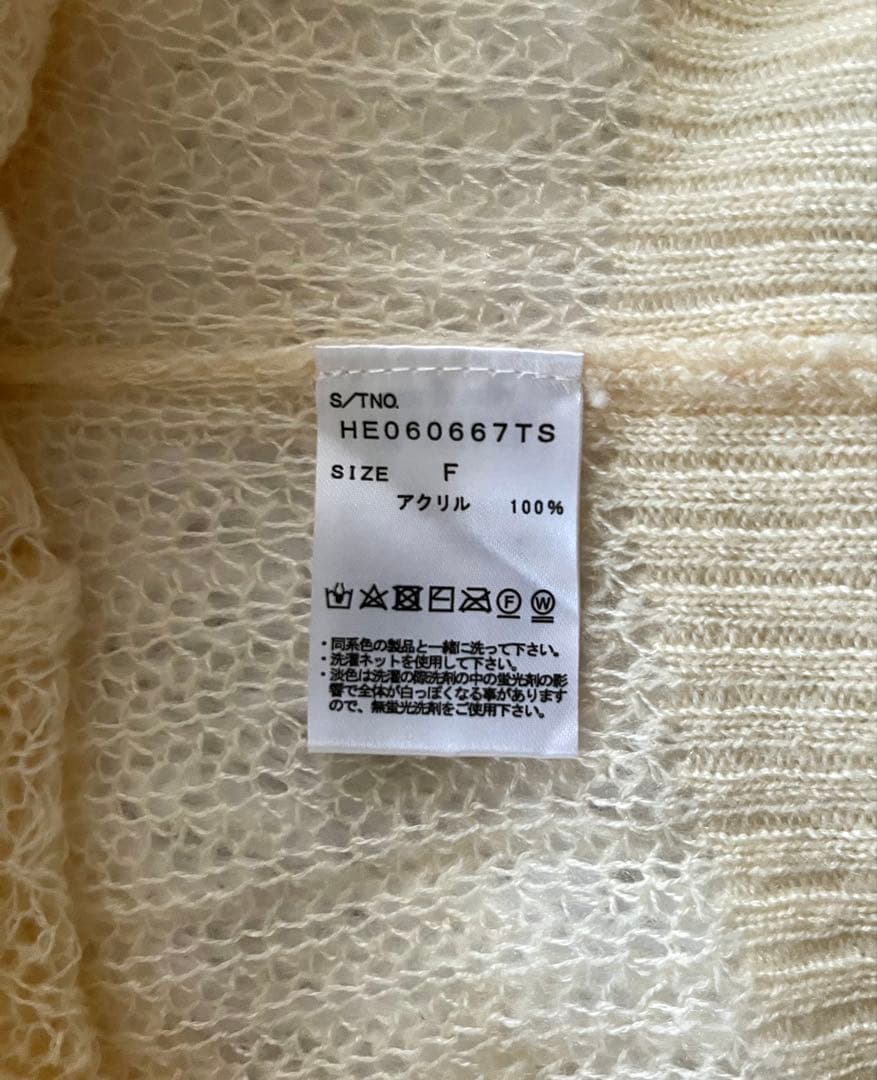 S/TNO.
HE060667TS
SIZE F
アクリル 100%
F W
・同系色の製品と一緒に洗って下さい。
・洗濯ネットを使用して下さい。
・淡色は洗濯の際洗剤の中の蛍光剤の影
響で全体が白っぽくなる事があります
ので、無蛍光洗剤をご使用下さい。